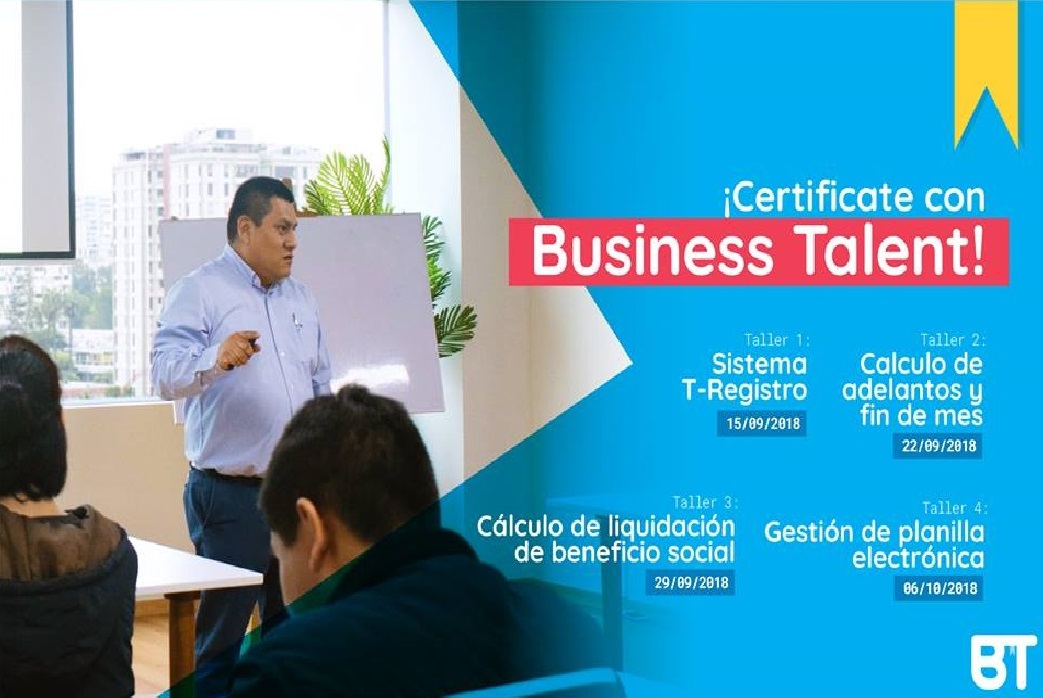 ¡Certificate con
Business Talent!
Taller 1:
Sistema
T-Registro
15/09/2018
Taller 2:
Calculo de
adelantos y
fin de mes
22/09/2018
Taller 3:
Cálculo de liquidación
de beneficio social
29/09/2018
Taller 4:
Gestión de planilla
electrónica
06/10/2018
BT